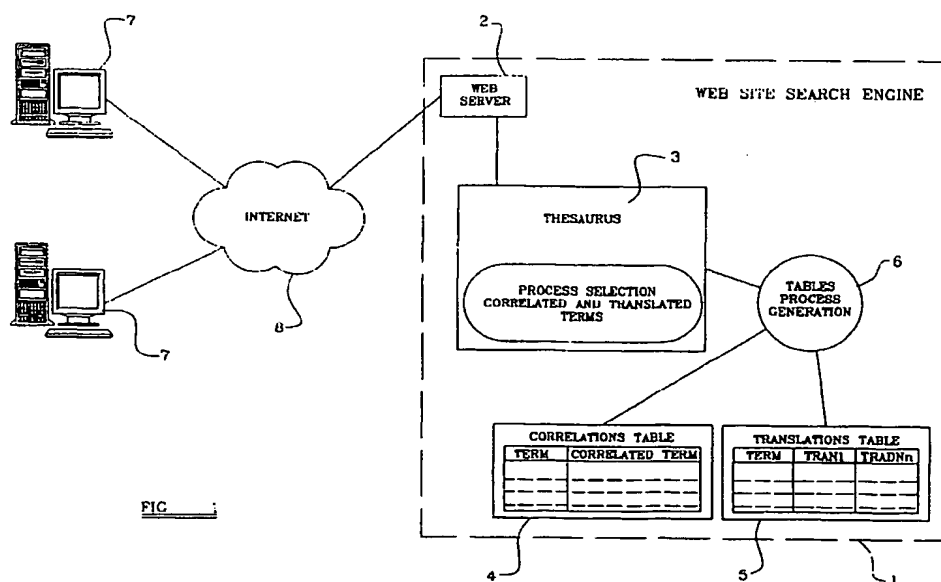 7
2
WEB
SERVER
WEB SITE SEARCH ENGINE
3
THESAURUS
INTERNET
6
PROCESS SELECTION
CORRELATED AND TRANSLATED
TERMS
TABLES
PROCESS
GENERATION
8
7
CORRELATIONS TABLE
TERM CORRELATED TERM
TRANSLATIONS TABLE
TERM TRAN1 TRADNn
FIG
4
5
1